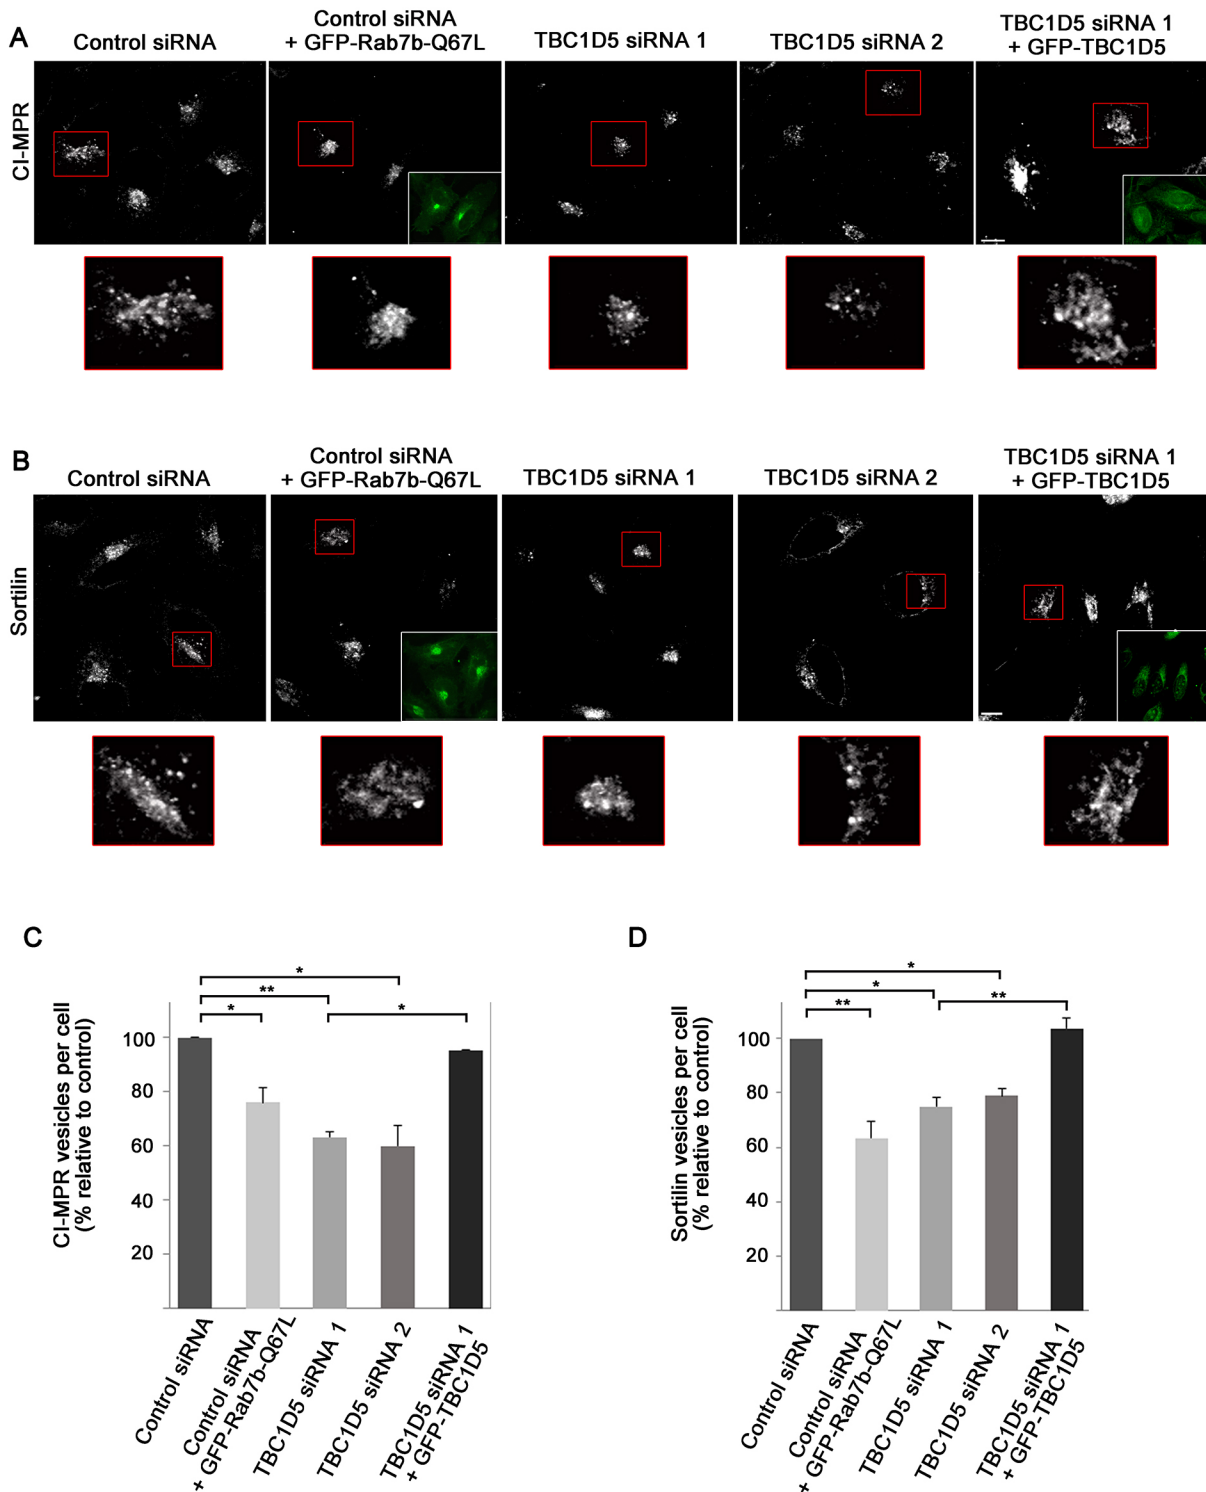 A
Control siRNA
Control siRNA
+ GFP-Rab7b-Q67L
TBC1D5 siRNA 1
TBC1D5 siRNA 2
TBC1D5 siRNA 1
+ GFP-TBC1D5
CI-MPR
B
Control siRNA
Control siRNA
+ GFP-Rab7b-Q67L
TBC1D5 siRNA 1
TBC1D5 siRNA 2
TBC1D5 siRNA 1
+ GFP-TBC1D5
Sortilin
C
CI-MPR vesicles per cell
(% relative to control)
100
80
60
40
20
*
**
*
*
Control siRNA
Control siRNA
+ GFP-Rab7b-Q67L
TBC1D5 siRNA 1
TBC1D5 siRNA 2
TBC1D5 siRNA 1
+ GFP-TBC1D5
D
Sortilin vesicles per cell
(% relative to control)
100
80
60
40
20
*
*
**
**
Control siRNA
Control siRNA
+ GFP-Rab7b-Q67L
TBC1D5 siRNA 1
TBC1D5 siRNA 2
TBC1D5 siRNA 1
+ GFP-TBC1D5